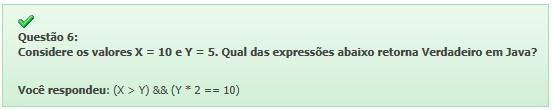 Questão 6:
Considere os valores X = 10 e Y = 5. Qual das expressões abaixo retorna Verdadeiro em Java?
Você respondeu: (X > Y) && (Y * 2 == 10)